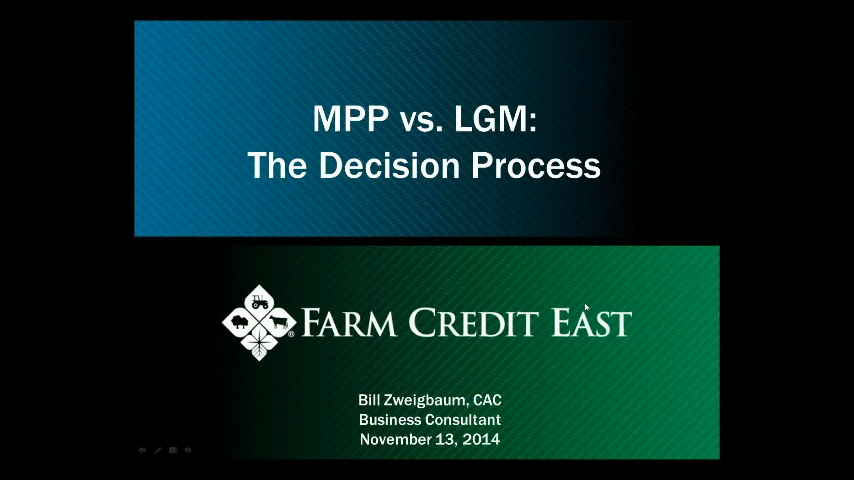 MPP vs. LGM:
The Decision Process
FARM CREDIT EAST
®
Bill Zweigbaum, CAC
Business Consultant
November 13, 2014